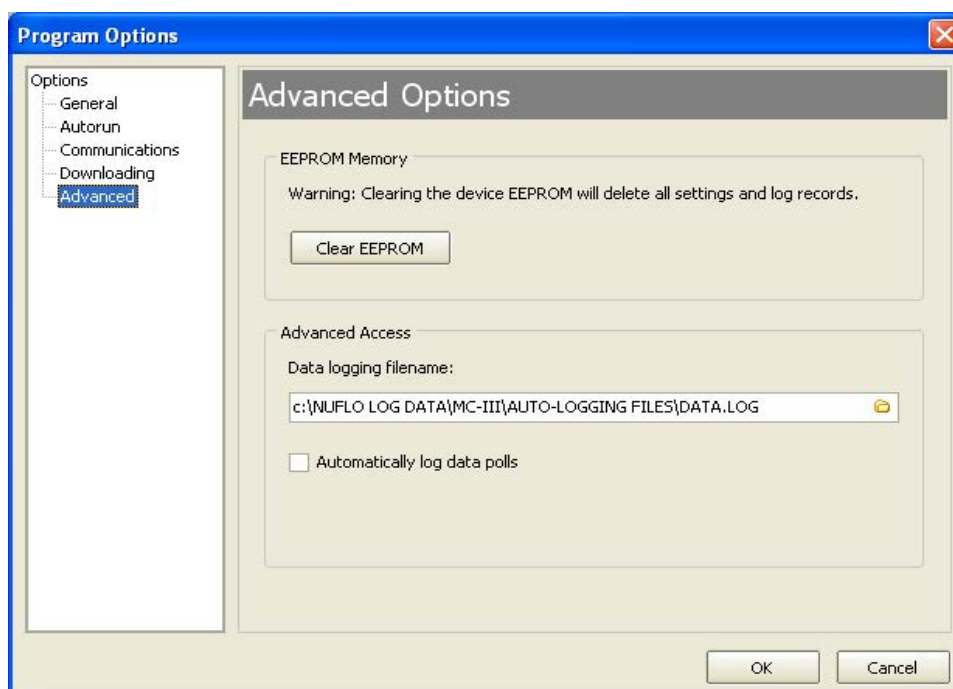 Program Options
Options
General
Autorun
Communications
Downloading
Advanced
Advanced Options
EEPROM Memory
Warning: Clearing the device EEPROM will delete all settings and log records.
Clear EEPROM
Advanced Access
Data logging filename:
c:\NUFLO LOG DATA\MC-III\AUTO-LOGGING FILES\DATA.LOG
Automatically log data polls
OK
Cancel